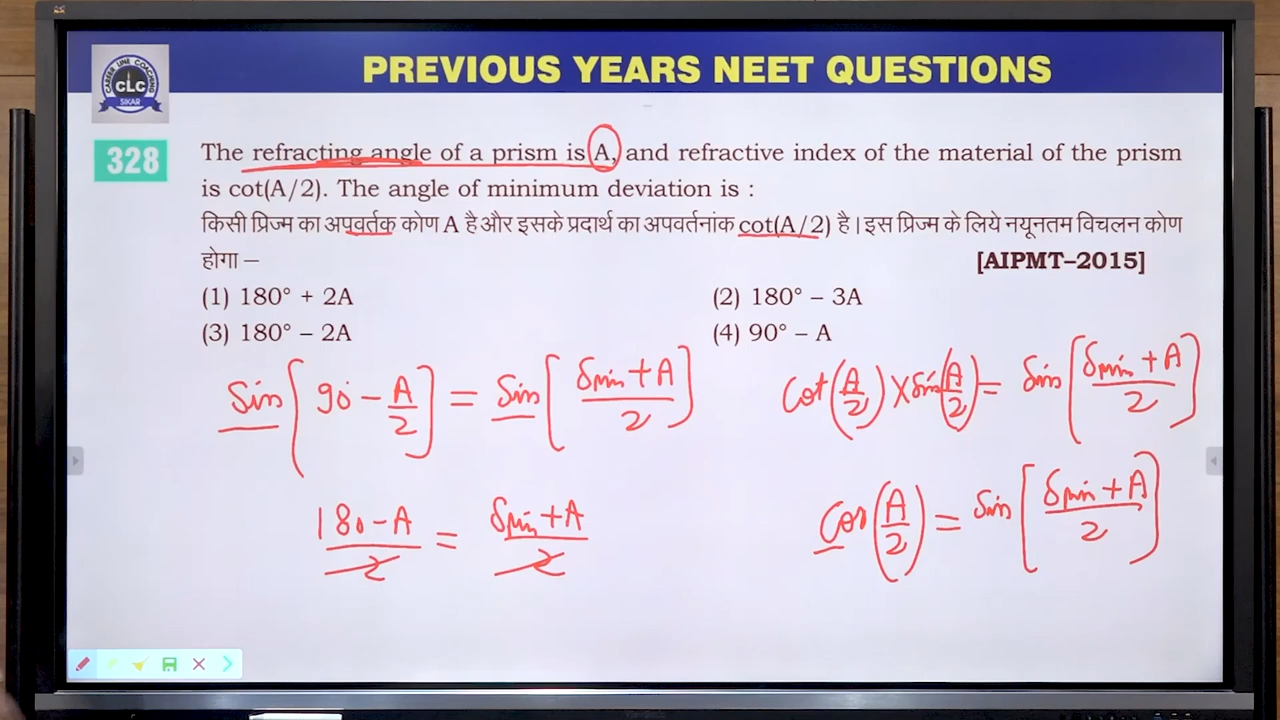 PREVIOUS YEARS NEET QUESTIONS
CAREER LINE COACHING
CLC
SIKAR
328
The refracting angle of a prism is A, and refractive index of the material of the prism
is cot(A/2). The angle of minimum deviation is :
किसी प्रिज्म का अपवर्तक कोण A है और इसके प्रदार्थ का अपवर्तनांक cot(A/2) है। इस प्रिज्म के लिये नयूनतम विचलन कोण
होगा –
[AIPMT–2015]
(1) 180° + 2A
(2) 180° – 3A
(3) 180° – 2A
(4) 90° – A
cot(A/2) × sin(A/2) = sin[(δmin + A)/2]
cos(A/2) = sin[(δmin + A)/2]
sin[90 - A/2] = sin[(δmin + A)/2]
(180 - A)/2 = (δmin + A)/2